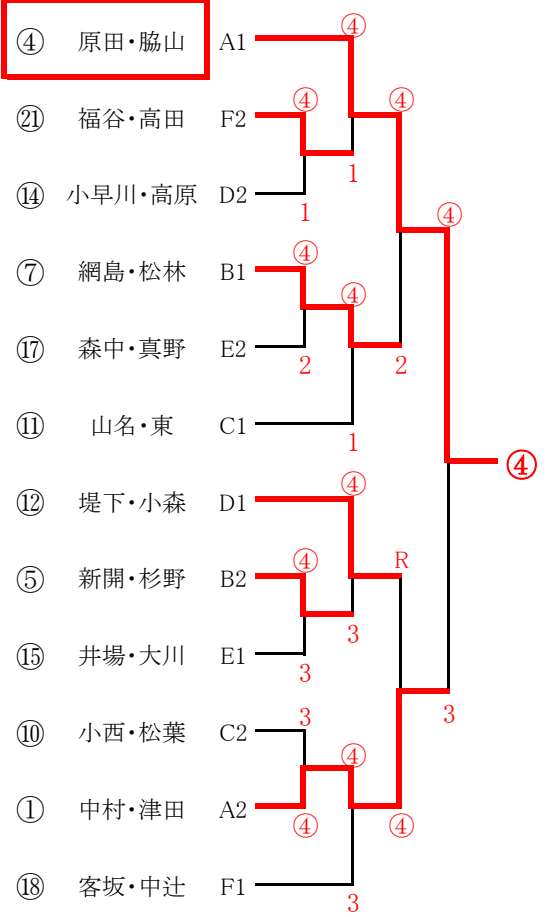 ④ 原田・脇山 A1 ④
㉑ 福谷・高田 F2 ④ ④
1
⑭ 小早川・高原 D2 1 ④
⑦ 網島・松林 B1 ④ ④
⑰ 森中・真野 E2 2 2
⑪ 山名・東 C1 1
④
⑫ 堤下・小森 D1 ④
⑤ 新開・杉野 B2 ④ R
3
⑮ 井場・大川 E1 3
⑩ 小西・松葉 C2 3 ④ 3
① 中村・津田 A2 ④ ④
⑱ 客坂・中辻 F1 3